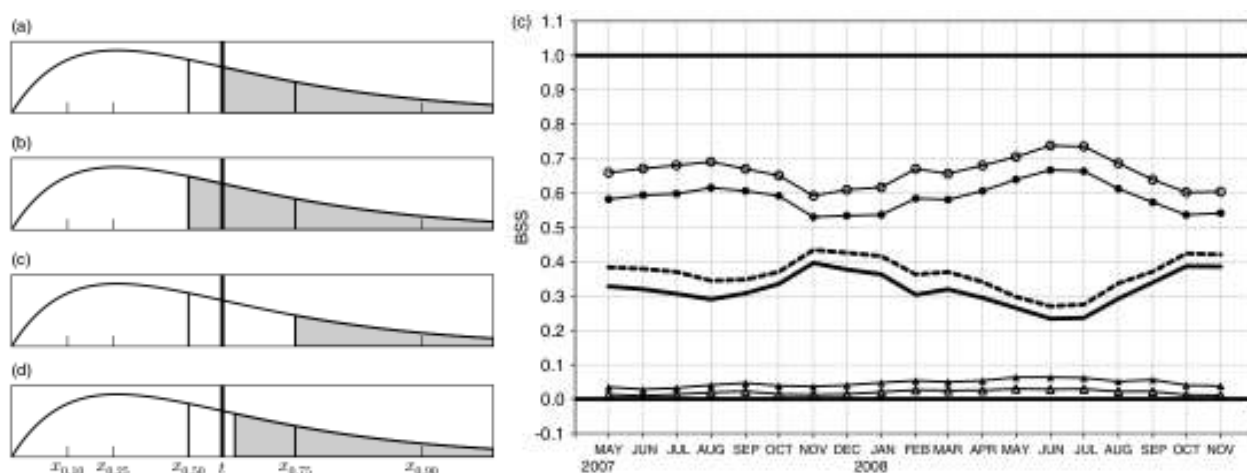 (a)
(b)
(c)
(d)
x0.10 x0.25 x0.50 t x0.75 x0.90
(c)
1.1
1.0
0.9
0.8
0.7
0.6
0.5
0.4
0.3
0.2
0.1
0.0
-0.1
BSS
MAY JUN JUL AUG SEP OCT NOV DEC JAN FEB MAR APR MAY JUN JUL AUG SEP OCT NOV
2007 2008